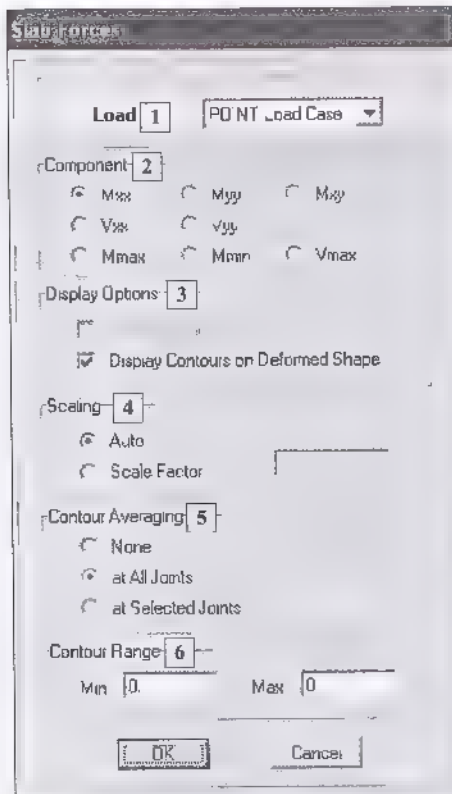 Slab Forces
Load 1 POINT Load Case
Component 2
Mxx Myy Mxy
Vxx Vyy
Mmax Mmin Vmax
Display Options 3
Display Contours on Deformed Shape
Scaling 4
Auto
Scale Factor
Contour Averaging 5
None
at All Joints
at Selected Joints
Contour Range 6
Min 0. Max 0
OK Cancel